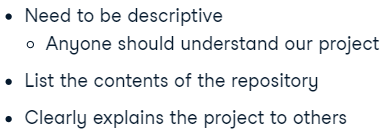 • Need to be descriptive
◦ Anyone should understand our project
• List the contents of the repository
• Clearly explains the project to others